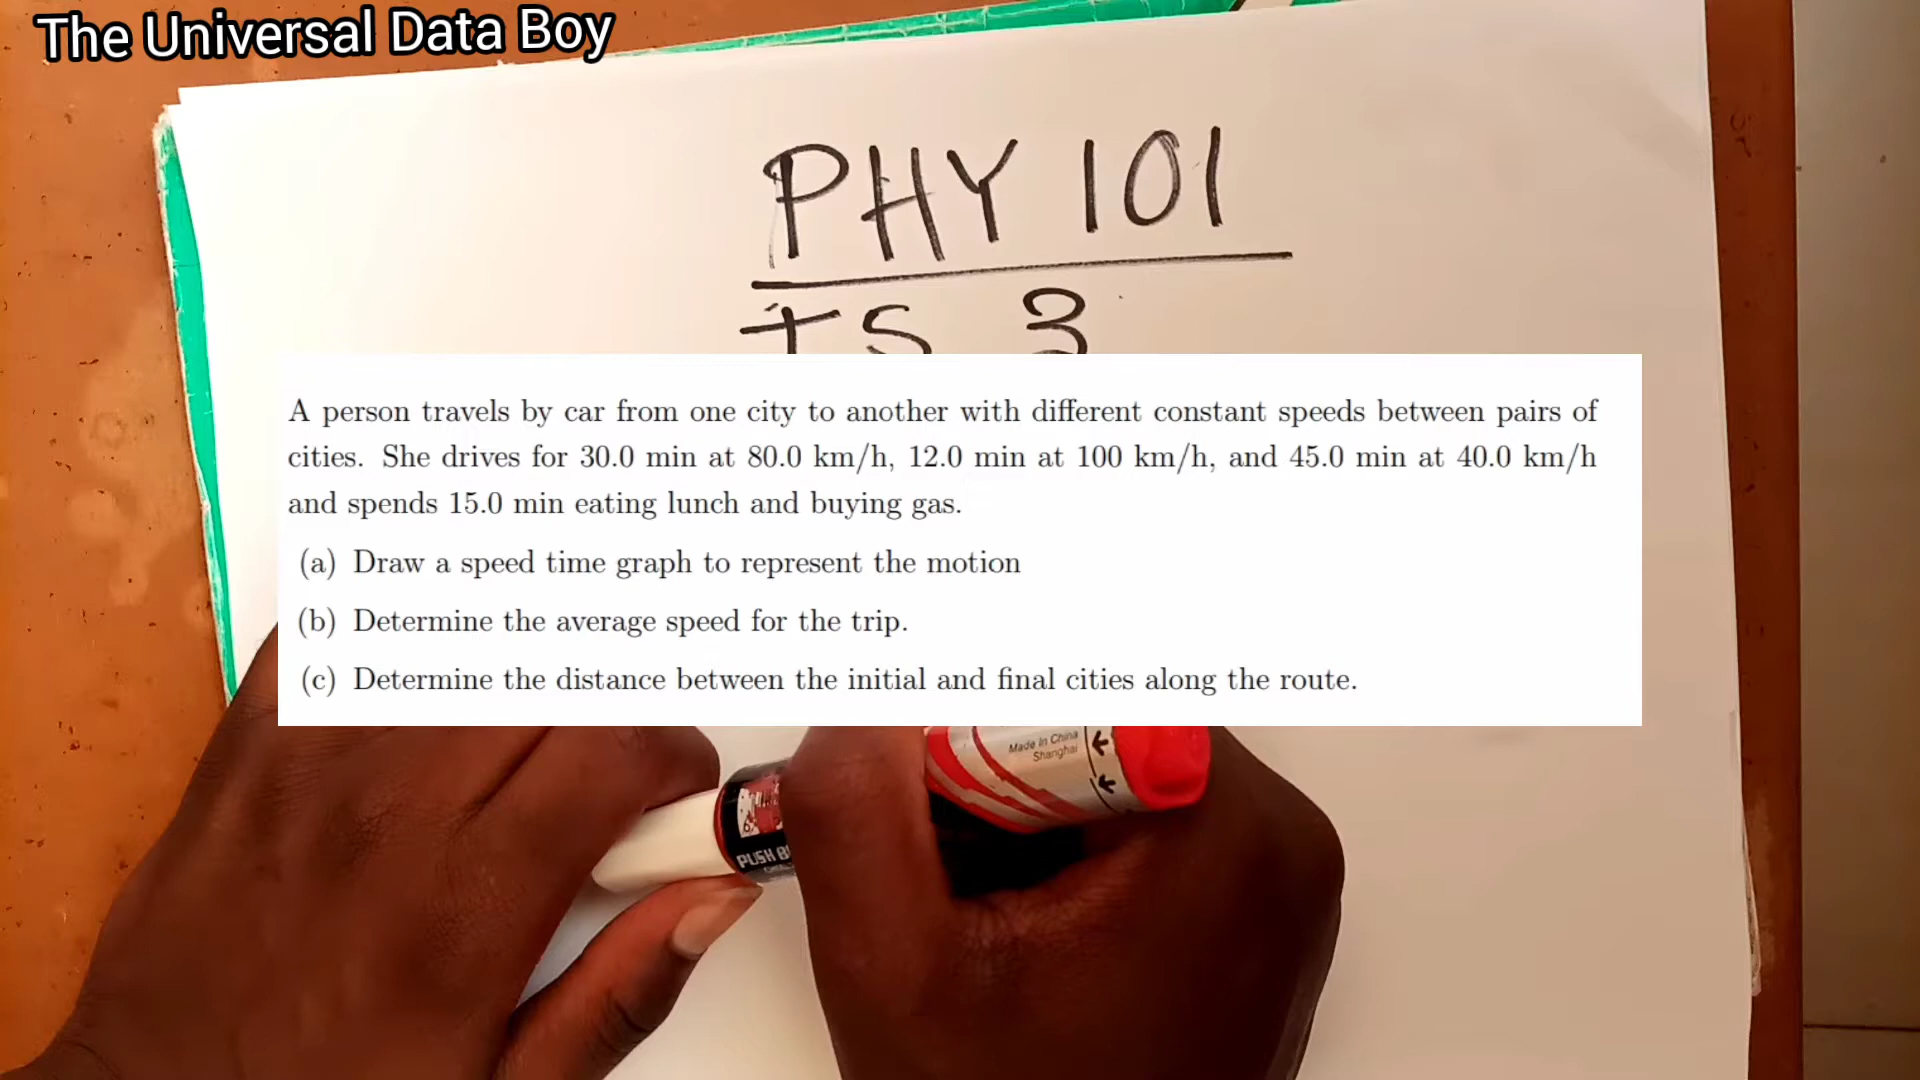 The Universal Data Boy
PHY 101
TS 3
A person travels by car from one city to another with different constant speeds between pairs of
cities. She drives for 30.0 min at 80.0 km/h, 12.0 min at 100 km/h, and 45.0 min at 40.0 km/h
and spends 15.0 min eating lunch and buying gas.
(a) Draw a speed time graph to represent the motion
(b) Determine the average speed for the trip.
(c) Determine the distance between the initial and final cities along the route.
Made In China
Shanghai
PUSH